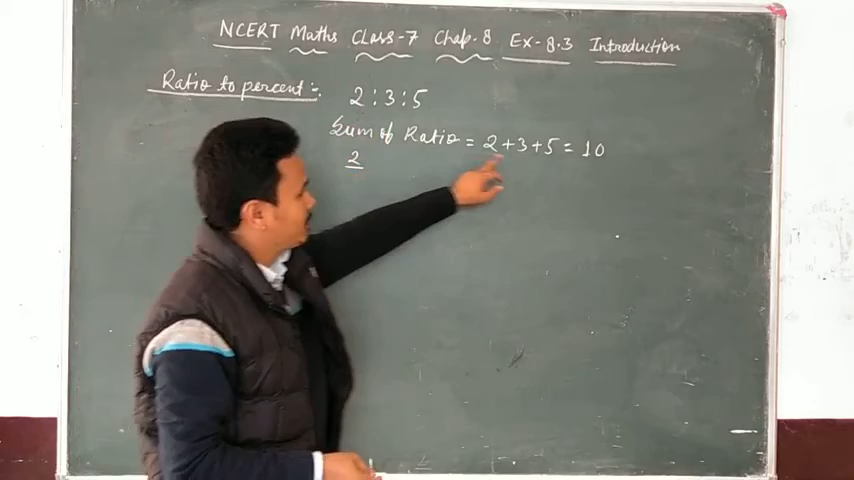 NCERT Maths Class-7 Chap. 8 Ex-8.3 Introduction
Ratio to percent:-
2:3:5
Sum of Ratio = 2+3+5 = 10
2